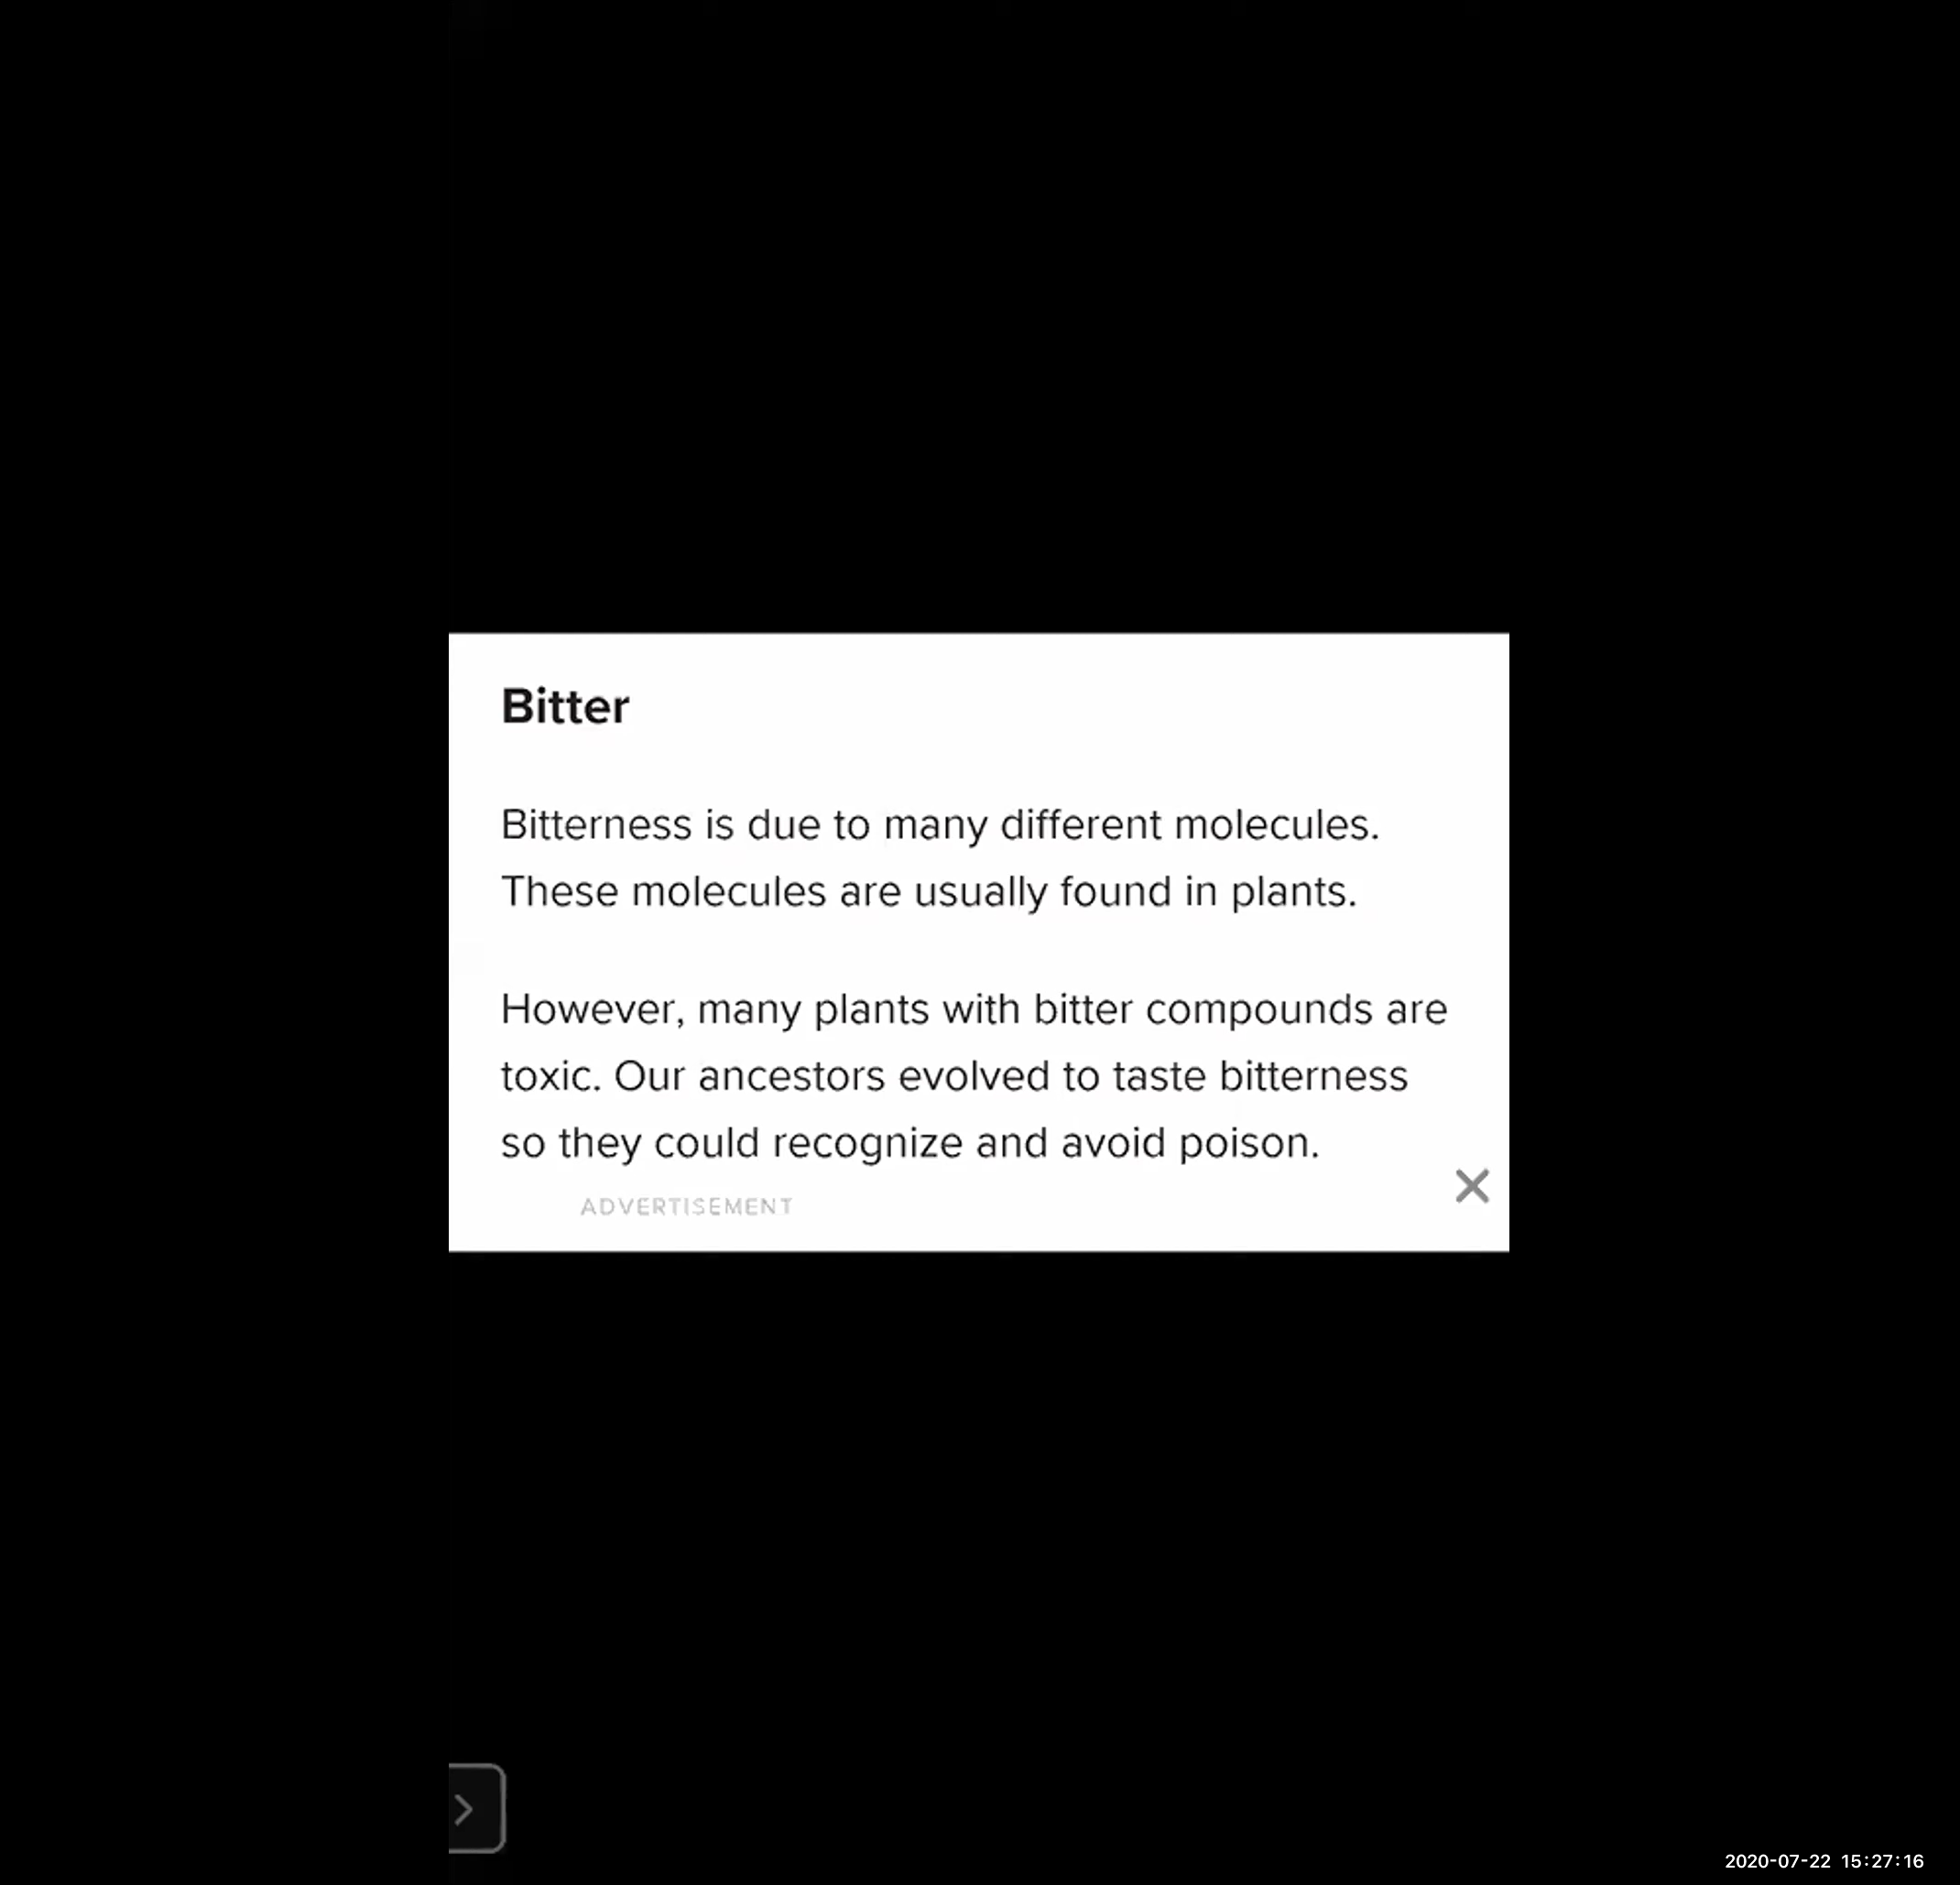 Bitter
Bitterness is due to many different molecules.
These molecules are usually found in plants.
However, many plants with bitter compounds are
toxic. Our ancestors evolved to taste bitterness
so they could recognize and avoid poison.
ADVERTISEMENT
2020-07-22 15:27:16